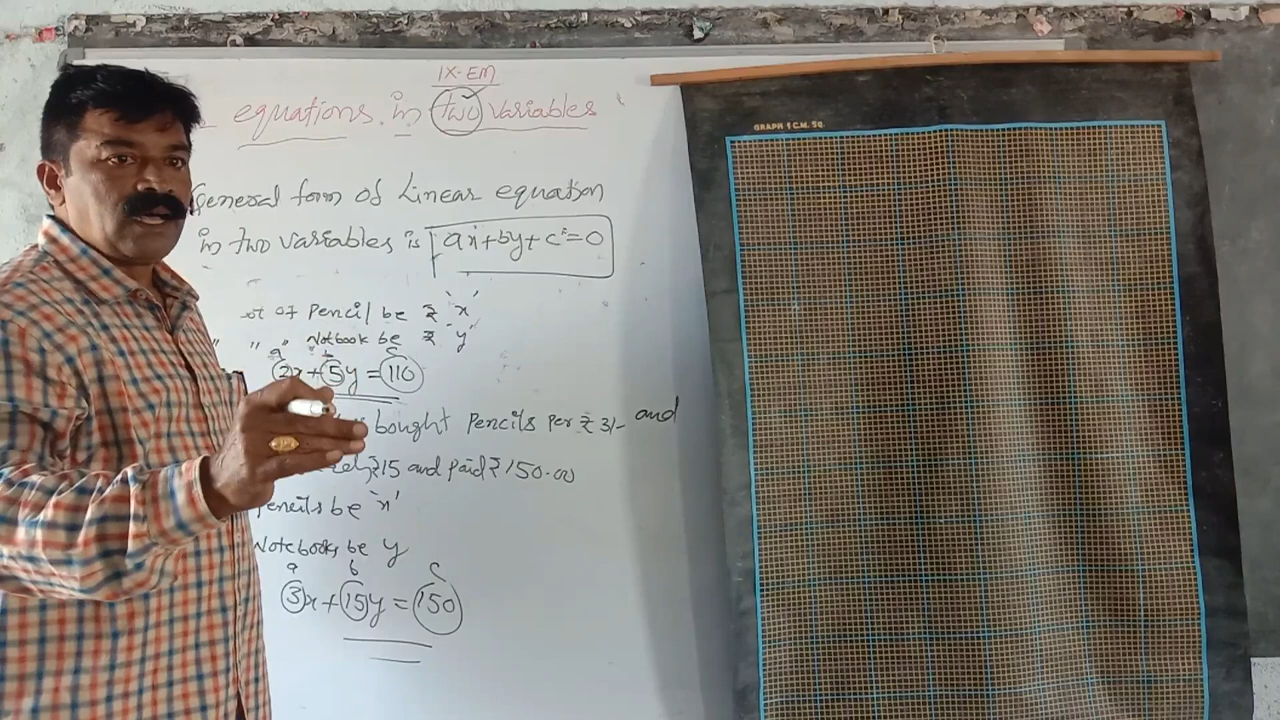 IX-EM
equations in two variables
General form of Linear equation
in two variables is ax+by+c=0
of Pencil be ₹ 'x'
" " " Notebook be ₹ "y"
a b c
2x+5y=110
bought Pencils Per ₹ 3/- and
₹15 and Paid ₹150.00
Pencils be 'x'
Notebooks be y
a b c
3x+15y=150
GRAPH 1 C.M. SQ.